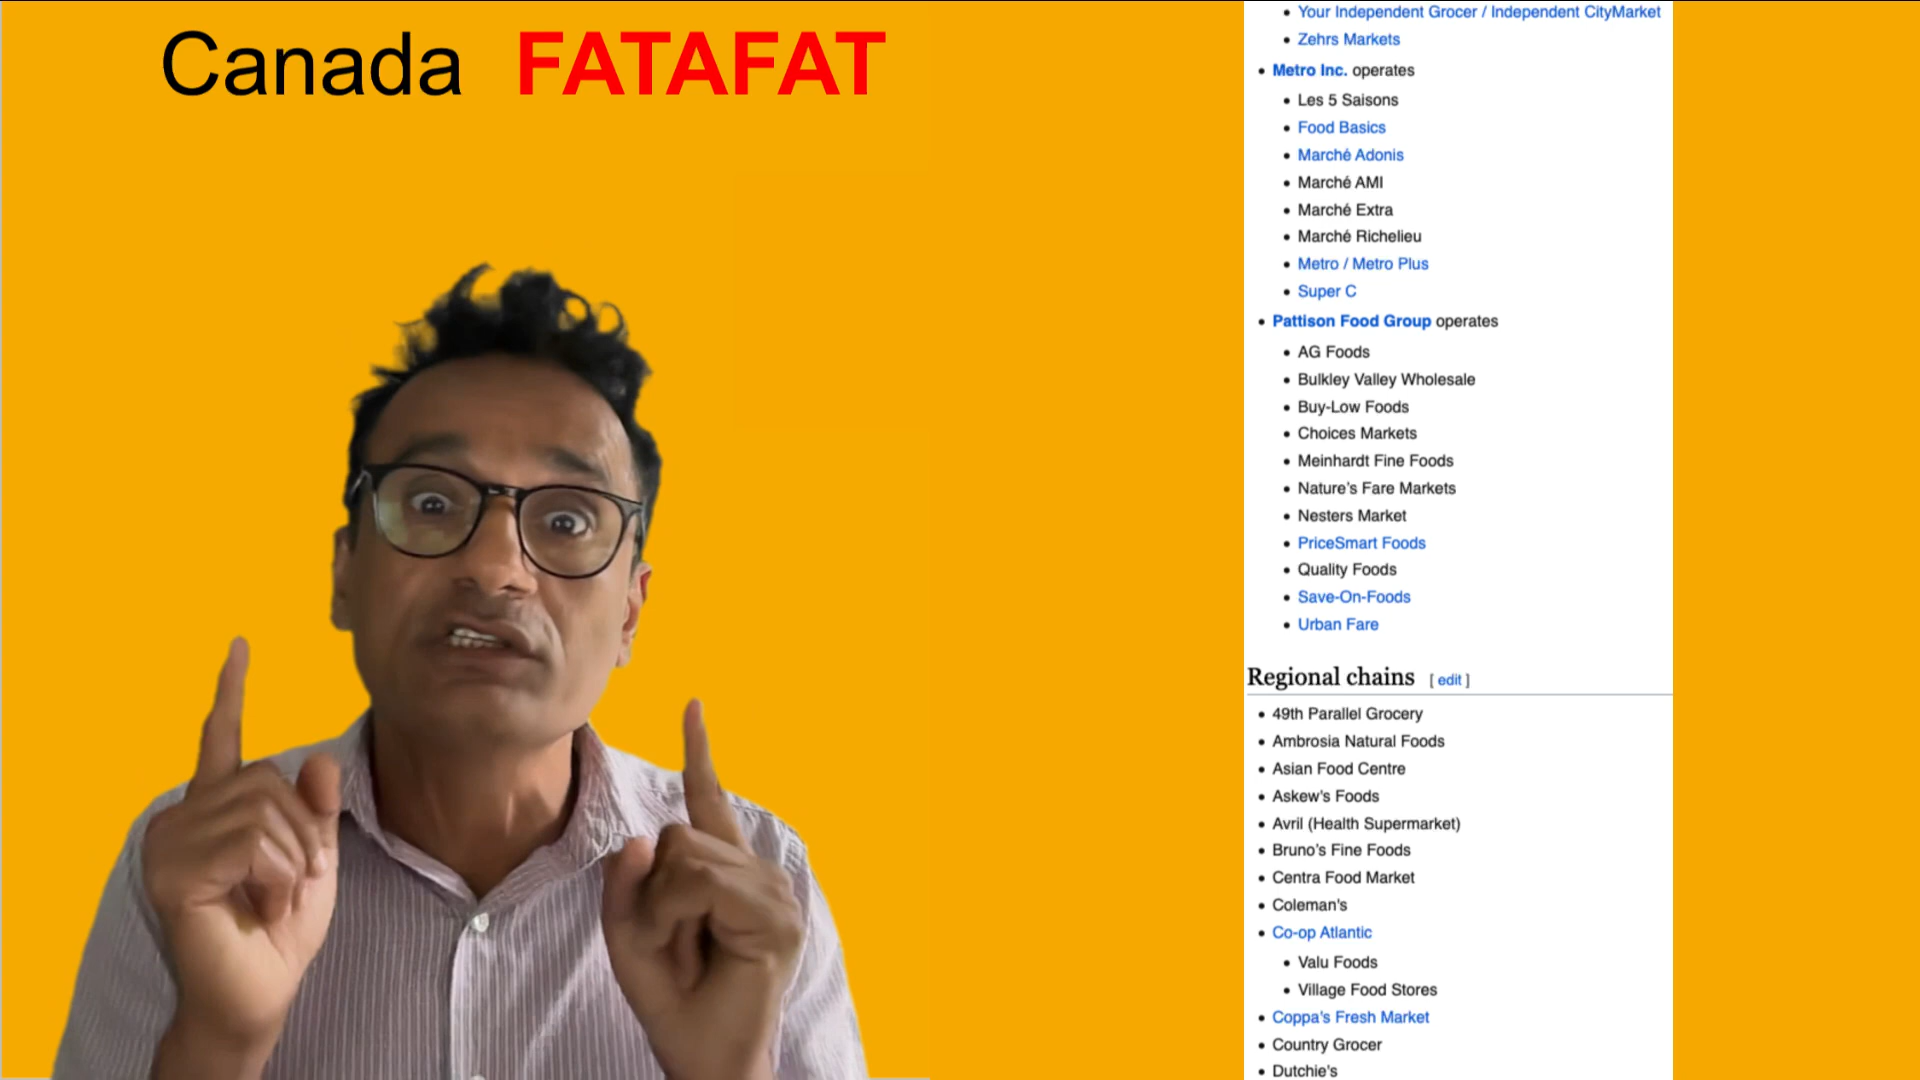 Canada FATAFAT
Your Independent Grocer / Independent CityMarket
Zehrs Markets
Metro Inc. operates
Les 5 Saisons
Food Basics
Marché Adonis
Marché AMI
Marché Extra
Marché Richelieu
Metro / Metro Plus
Super C
Pattison Food Group operates
AG Foods
Bulkley Valley Wholesale
Buy-Low Foods
Choices Markets
Meinhardt Fine Foods
Nature's Fare Markets
Nesters Market
PriceSmart Foods
Quality Foods
Save-On-Foods
Urban Fare
Regional chains [ edit ]
49th Parallel Grocery
Ambrosia Natural Foods
Asian Food Centre
Askew's Foods
Avril (Health Supermarket)
Bruno's Fine Foods
Centra Food Market
Coleman's
Co-op Atlantic
Valu Foods
Village Food Stores
Coppa's Fresh Market
Country Grocer
Dutchie's